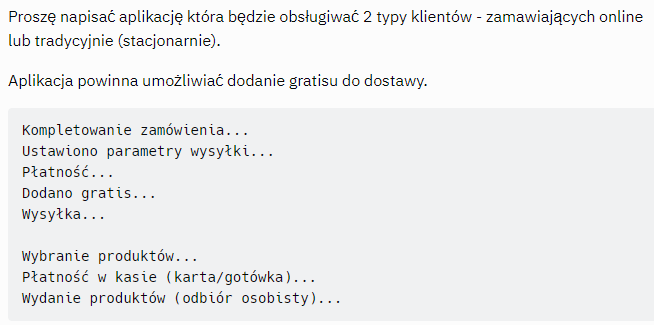 Proszę napisać aplikację która będzie obsługiwać 2 typy klientów - zamawiających online
lub tradycyjnie (stacjonarnie).
Aplikacja powinna umożliwiać dodanie gratisu do dostawy.
Kompletowanie zamówienia...
Ustawiono parametry wysyłki...
Płatność...
Dodano gratis...
Wysyłka...
Wybranie produktów...
Płatność w kasie (karta/gotówka)...
Wydanie produktów (odbiór osobisty)...